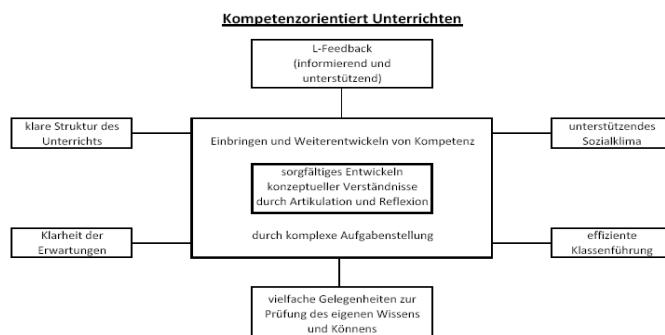 Kompetenzorientiert Unterrichten
L-Feedback
(informierend und
unterstützend)
klare Struktur des
Unterrichts
Einbringen und Weiterentwickeln von Kompetenz
unterstützendes
Sozialklima
sorgfältiges Entwickeln
konzeptueller Verständnisse
durch Artikulation und Reflexion
Klarheit der
Erwartungen
durch komplexe Aufgabenstellung
effiziente
Klassenführung
vielfache Gelegenheiten zur
Prüfung des eigenen Wissens
und Könnens